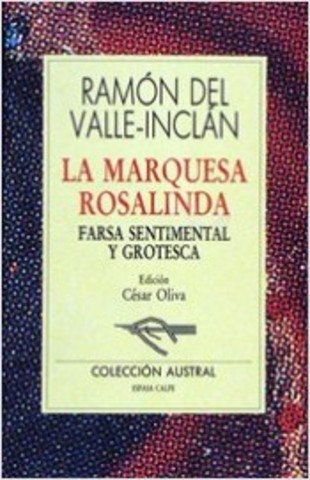 RAMÓN DEL
VALLE-INCLÁN
LA MARQUESA
ROSALINDA
FARSA SENTIMENTAL
Y GROTESCA
Edición
César Oliva
COLECCIÓN AUSTRAL
ESPASA CALPE